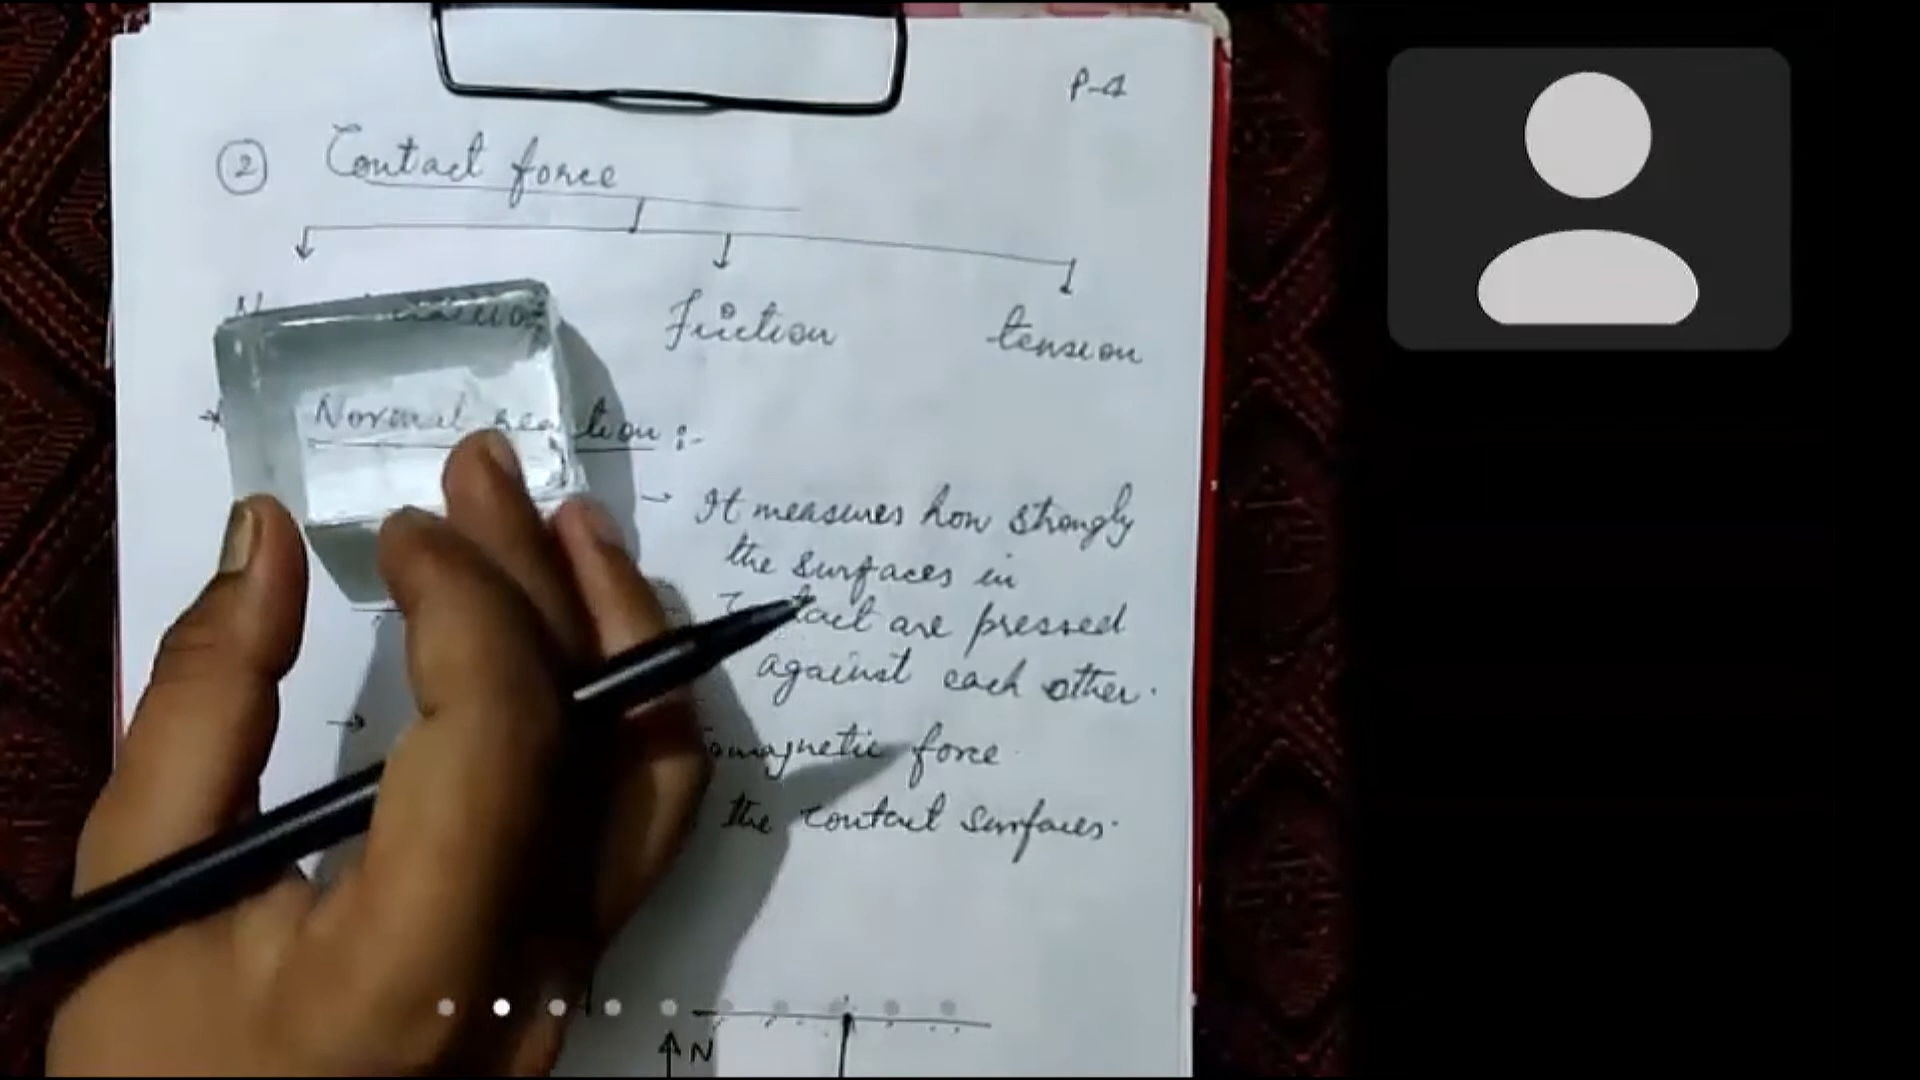 P-4
② Contact force
Friction tension
→ Normal reaction :-
→ It measures how strongly
the surfaces in
contact are pressed
against each other.
→ force.
the contact surfaces.
N